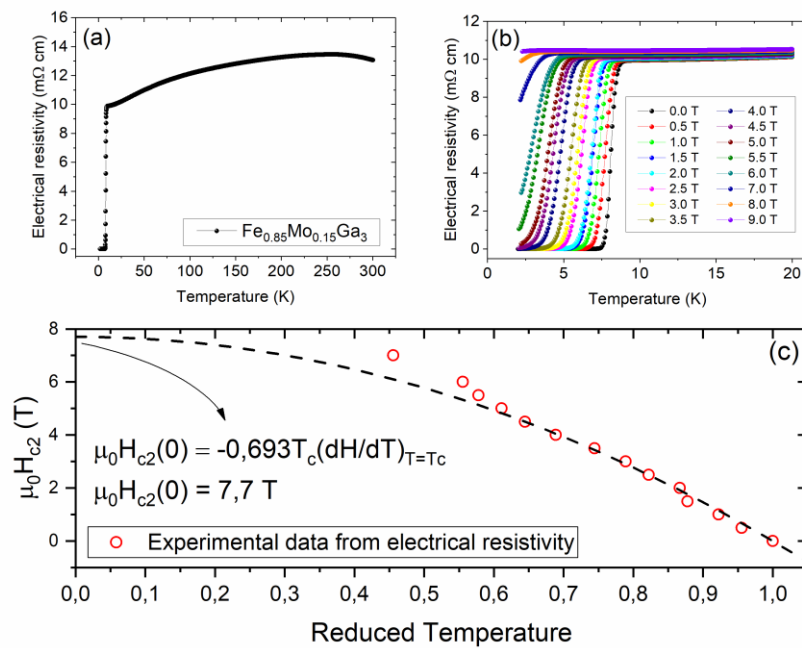 (a)
Electrical resistivity (mΩ cm)
16
14
12
10
8
6
4
2
0
Fe0.85Mo0.15Ga3
0 50 100 150 200 250 300
Temperature (K)
(b)
Electrical resistivity (mΩ cm)
12
10
8
6
4
2
0
0.0 T 4.0 T
0.5 T 4.5 T
1.0 T 5.0 T
1.5 T 5.5 T
2.0 T 6.0 T
2.5 T 7.0 T
3.0 T 8.0 T
3.5 T 9.0 T
0 5 10 15 20
Temperature (K)
(c)
μ0Hc2 (T)
8
6
4
2
0
μ0Hc2(0) = -0,693Tc(dH/dT)T=Tc
μ0Hc2(0) = 7,7 T
Experimental data from electrical resistivity
0,0 0,1 0,2 0,3 0,4 0,5 0,6 0,7 0,8 0,9 1,0
Reduced Temperature